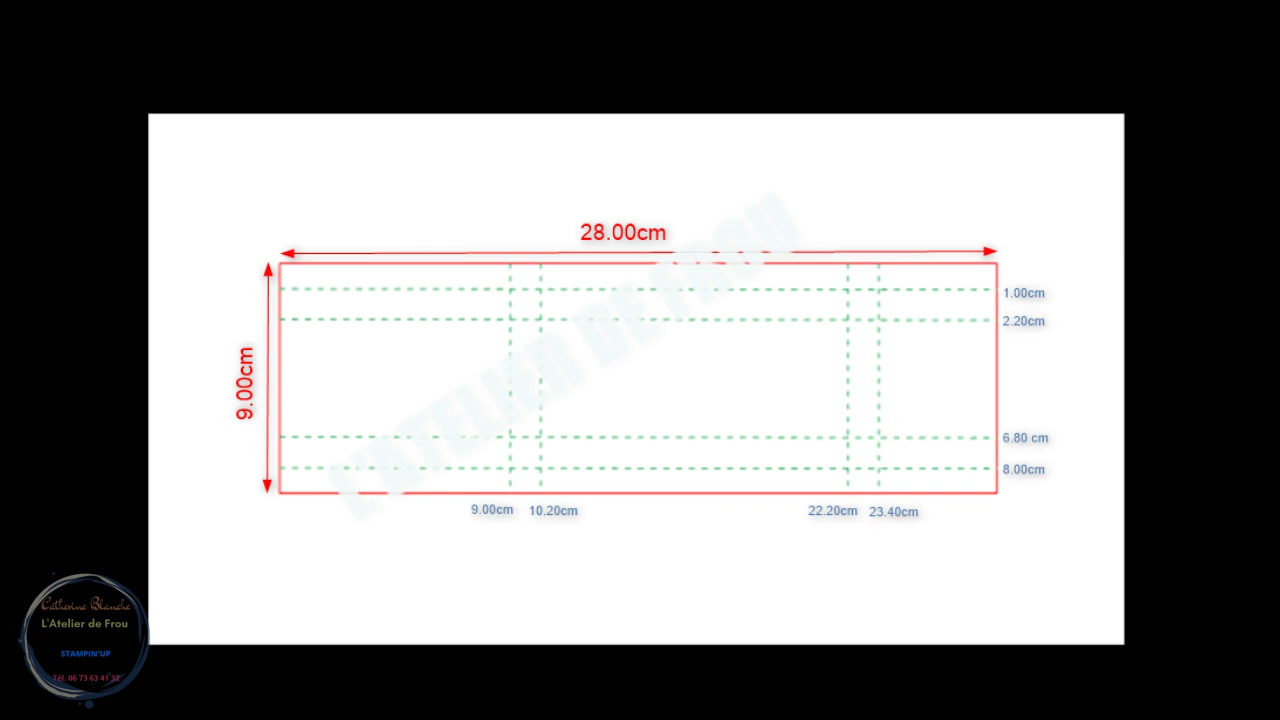 28.00cm
9.00cm
1.00cm
2.20cm
6.80 cm
8.00cm
9.00cm
10.20cm
22.20cm
23.40cm
L'ATELIER DE FROU
Catherine Blanche
L'Atelier de Frou
STAMPIN'UP
Tél. 06 73 63 41 32